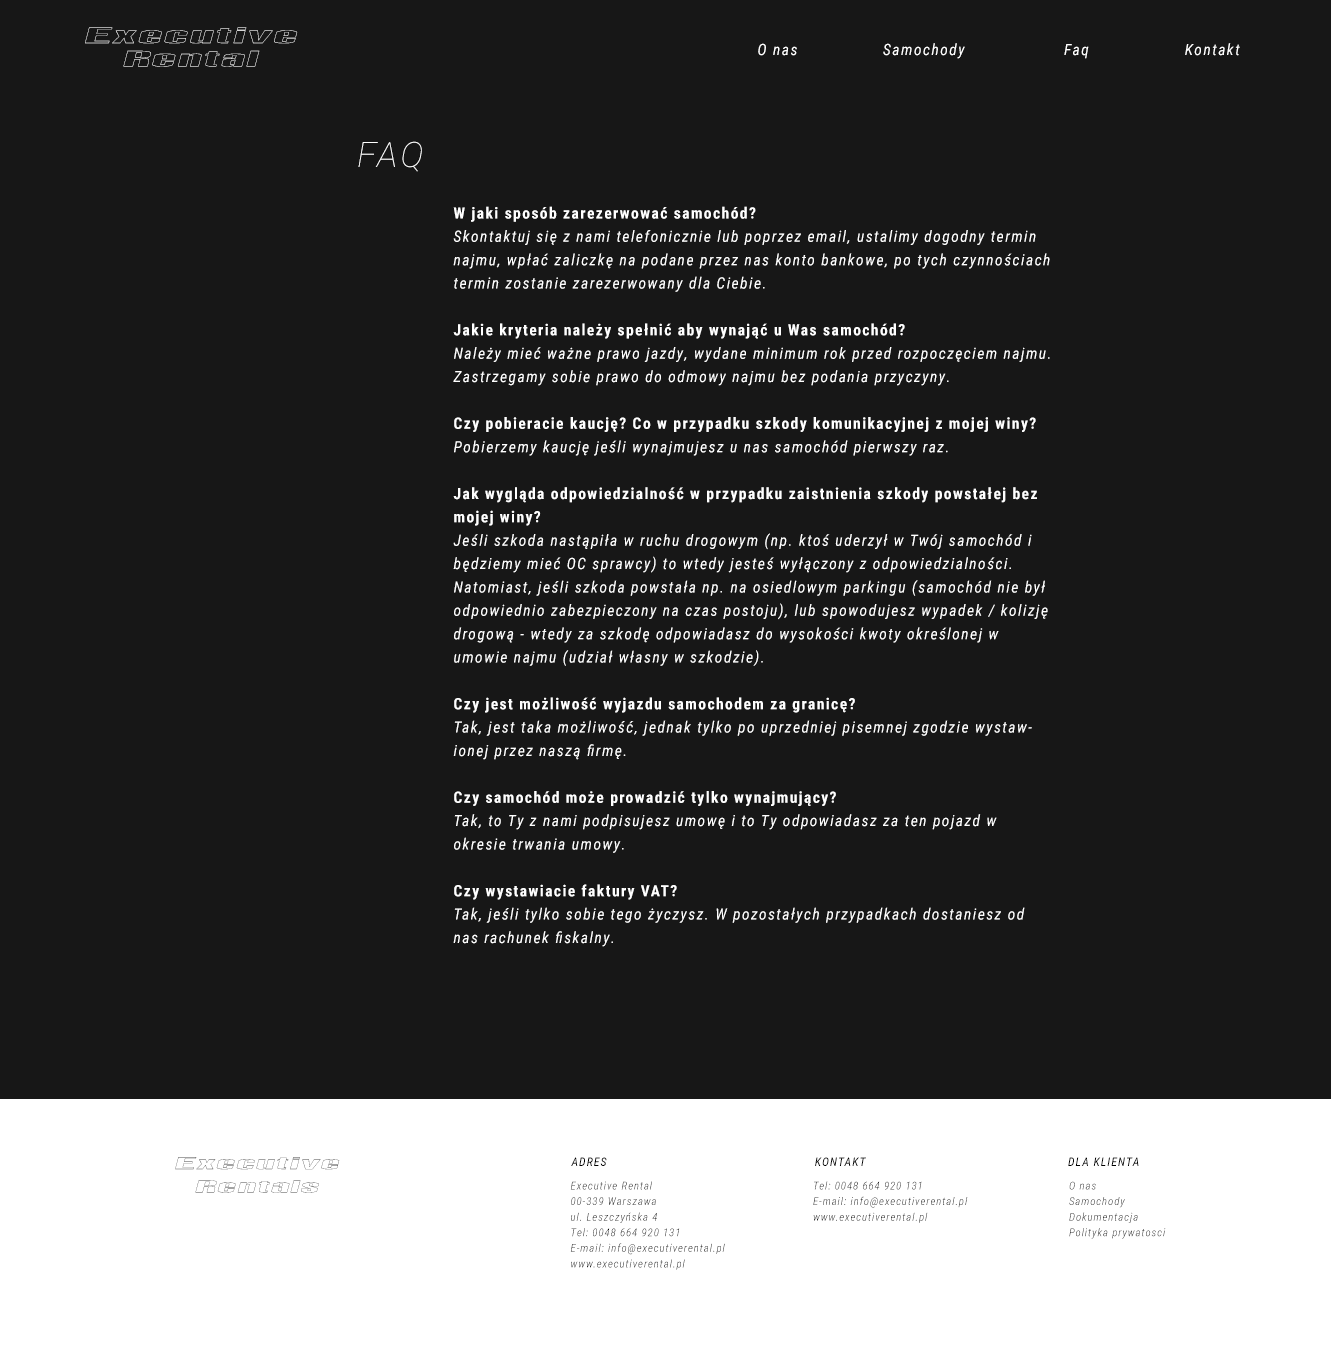 Executive
Rental
O nas Samochody Faq Kontakt
FAQ
W jaki sposób zarezerwować samochód?
Skontaktuj się z nami telefonicznie lub poprzez email, ustalimy dogodny termin
najmu, wpłać zaliczkę na podane przez nas konto bankowe, po tych czynnościach
termin zostanie zarezerwowany dla Ciebie.
Jakie kryteria należy spełnić aby wynająć u Was samochód?
Należy mieć ważne prawo jazdy, wydane minimum rok przed rozpoczęciem najmu.
Zastrzegamy sobie prawo do odmowy najmu bez podania przyczyny.
Czy pobieracie kaucję? Co w przypadku szkody komunikacyjnej z mojej winy?
Pobierzemy kaucję jeśli wynajmujesz u nas samochód pierwszy raz.
Jak wygląda odpowiedzialność w przypadku zaistnienia szkody powstałej bez
mojej winy?
Jeśli szkoda nastąpiła w ruchu drogowym (np. ktoś uderzył w Twój samochód i
będziemy mieć OC sprawcy) to wtedy jesteś wyłączony z odpowiedzialności.
Natomiast, jeśli szkoda powstała np. na osiedlowym parkingu (samochód nie był
odpowiednio zabezpieczony na czas postoju), lub spowodujesz wypadek / kolizję
drogową - wtedy za szkodę odpowiadasz do wysokości kwoty określonej w
umowie najmu (udział własny w szkodzie).
Czy jest możliwość wyjazdu samochodem za granicę?
Tak, jest taka możliwość, jednak tylko po uprzedniej pisemnej zgodzie wystaw-
ionej przez naszą firmę.
Czy samochód może prowadzić tylko wynajmujący?
Tak, to Ty z nami podpisujesz umowę i to Ty odpowiadasz za ten pojazd w
okresie trwania umowy.
Czy wystawiacie faktury VAT?
Tak, jeśli tylko sobie tego życzysz. W pozostałych przypadkach dostaniesz od
nas rachunek fiskalny.
Executive
Rentals
ADRES
Executive Rental
00-339 Warszawa
ul. Leszczyńska 4
Tel: 0048 664 920 131
E-mail: info@executiverental.pl
www.executiverental.pl
KONTAKT
Tel: 0048 664 920 131
E-mail: info@executiverental.pl
www.executiverental.pl
DLA KLIENTA
O nas
Samochody
Dokumentacja
Polityka prywatosci